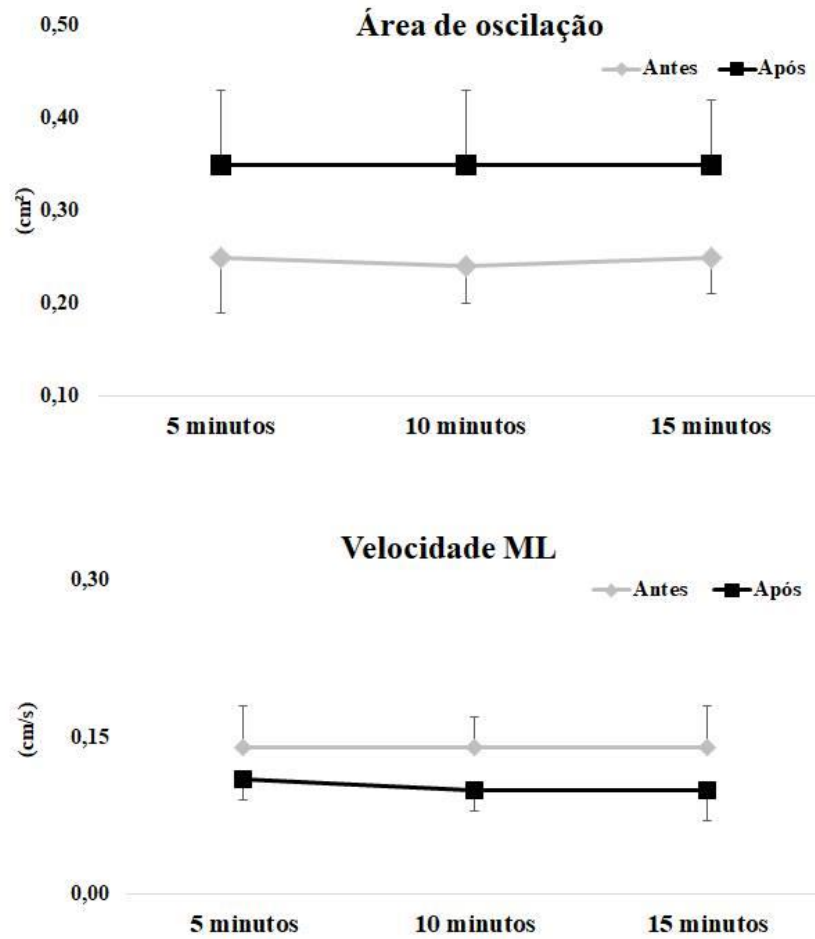 Área de oscilação
Antes Após
0,50
0,40
0,30
0,20
0,10
(cm²)
5 minutos 10 minutos 15 minutos
Velocidade ML
Antes Após
0,30
0,15
0,00
(cm/s)
5 minutos 10 minutos 15 minutos